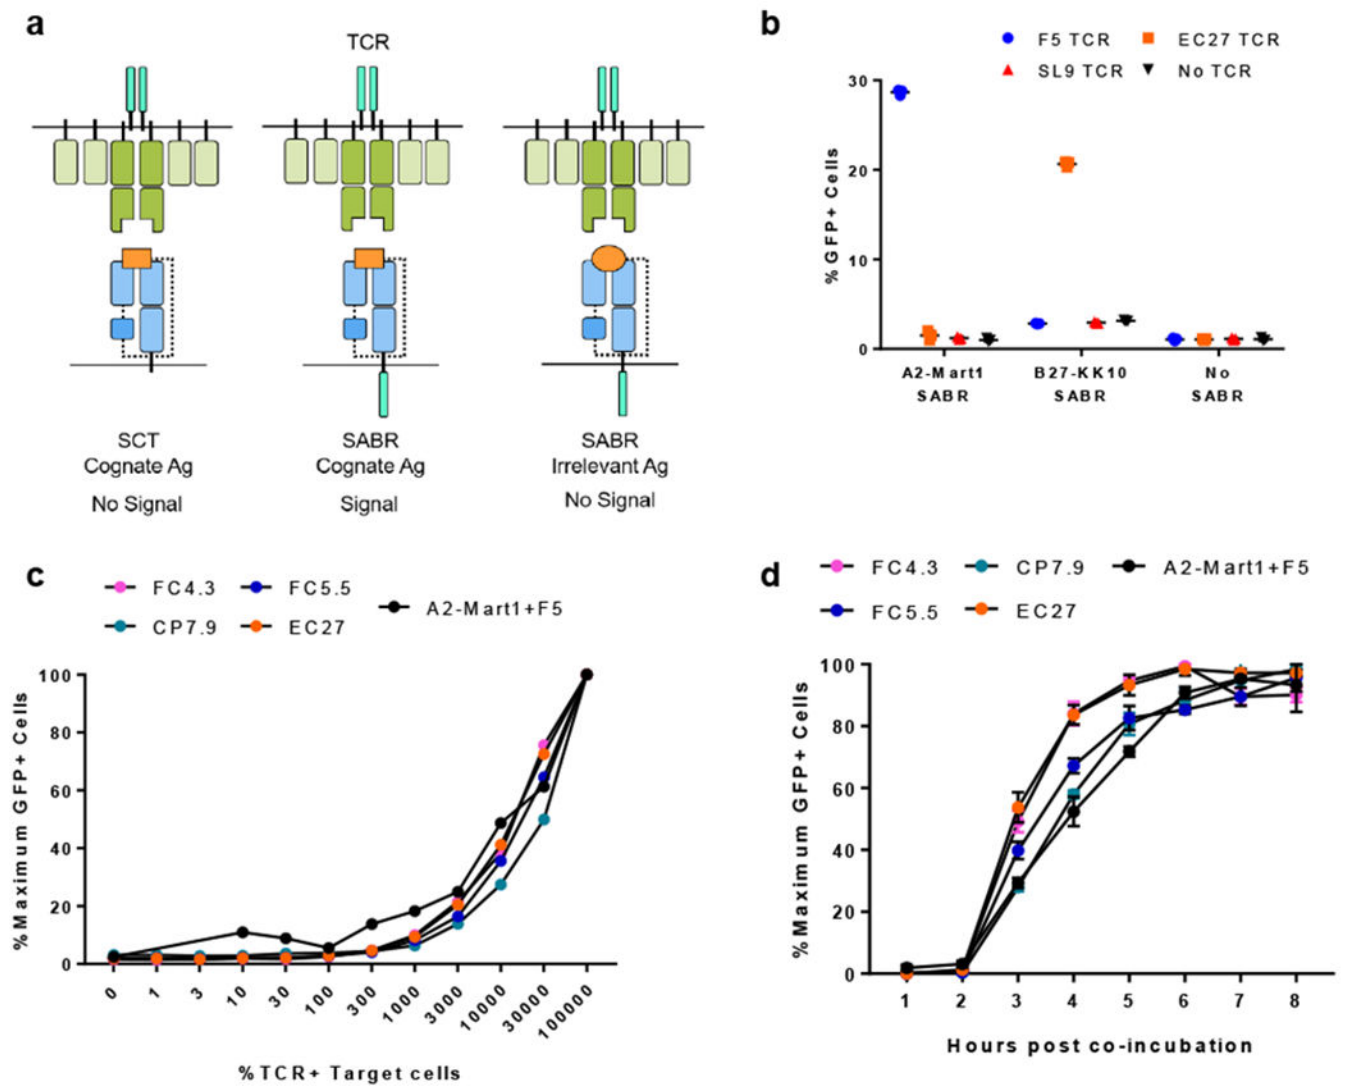 a
TCR
SCT
Cognate Ag
No Signal
SABR
Cognate Ag
Signal
SABR
Irrelevant Ag
No Signal
b
F5 TCR
EC27 TCR
SL9 TCR
No TCR
%GFP+ Cells
30
20
10
0
A2-Mart1
SABR
B27-KK10
SABR
No
SABR
c
FC4.3
FC5.5
CP7.9
EC27
A2-Mart1+F5
%Maximum GFP+ Cells
100
80
60
40
20
0
0
1
3
10
30
100
300
1000
3000
10000
30000
100000
%TCR+ Target cells
d
FC4.3
CP7.9
A2-Mart1+F5
FC5.5
EC27
%Maximum GFP+ Cells
100
80
60
40
20
0
1 2 3 4 5 6 7 8
Hours post co-incubation